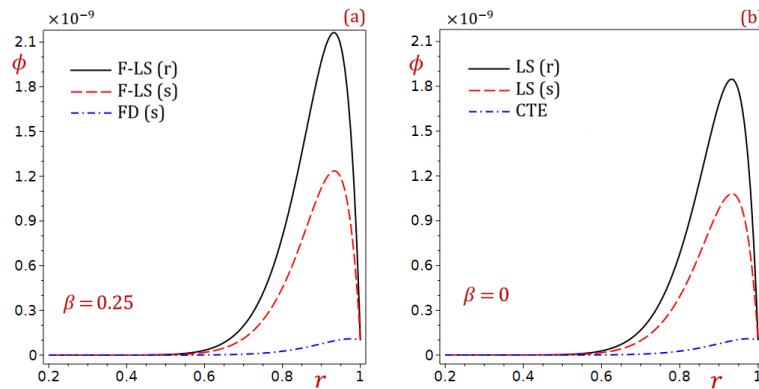 ×10⁻⁹
(a)
2.1
ϕ
1.8
1.5
1.2
0.9
0.6
0.3
0
F-LS (r)
F-LS (s)
FD (s)
β = 0.25
0.2
0.4
0.6
0.8
r
1
×10⁻⁹
(b)
2.1
ϕ
1.8
1.5
1.2
0.9
0.6
0.3
0
LS (r)
LS (s)
CTE
β = 0
0.2
0.4
0.6
0.8
r
1